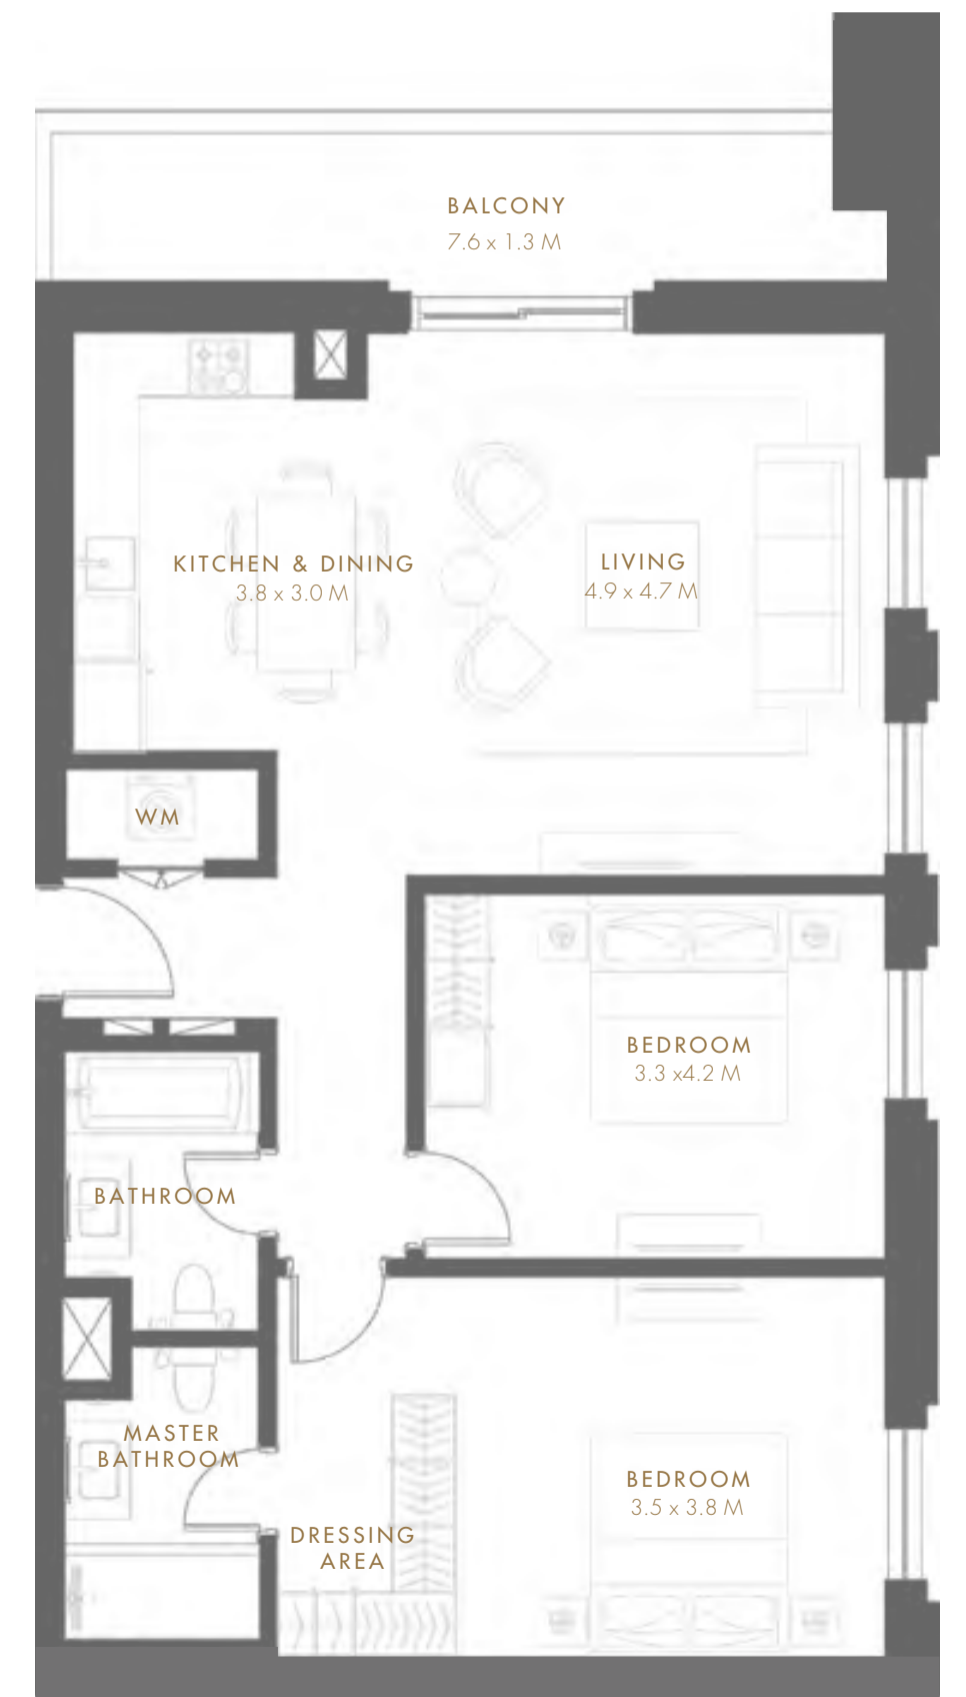 BALCONY
7.6 x 1.3 M
KITCHEN & DINING
3.8 x 3.0 M
LIVING
4.9 x 4.7 M
WM
BEDROOM
3.3 x4.2 M
BATHROOM
MASTER
BATHROOM
BEDROOM
3.5 x 3.8 M
DRESSING
AREA